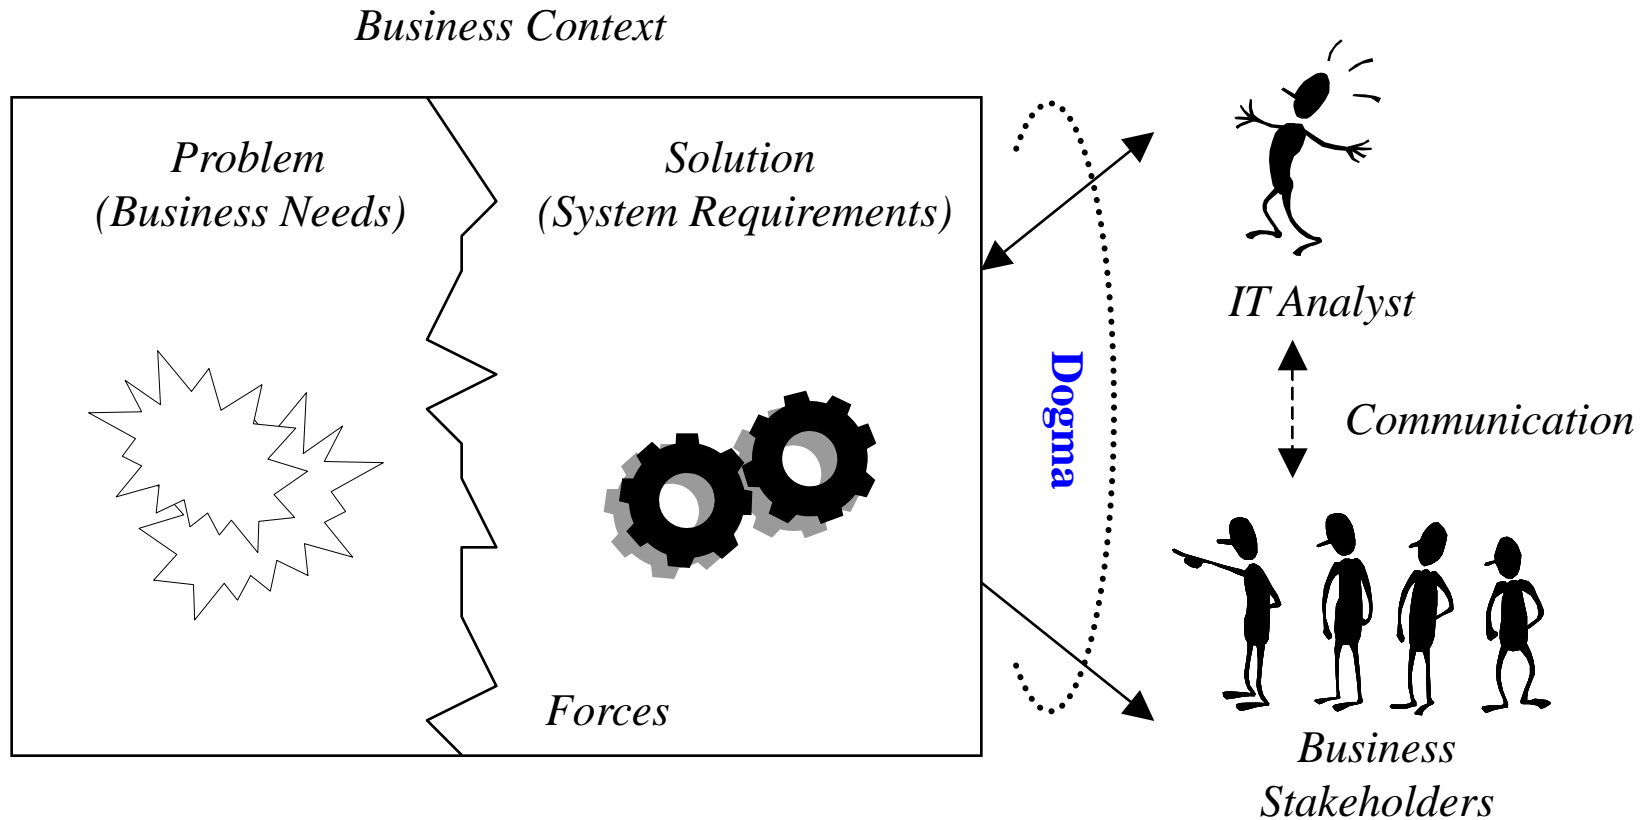 Business Context
Problem
(Business Needs)
Solution
(System Requirements)
Forces
Dogma
IT Analyst
Communication
Business
Stakeholders